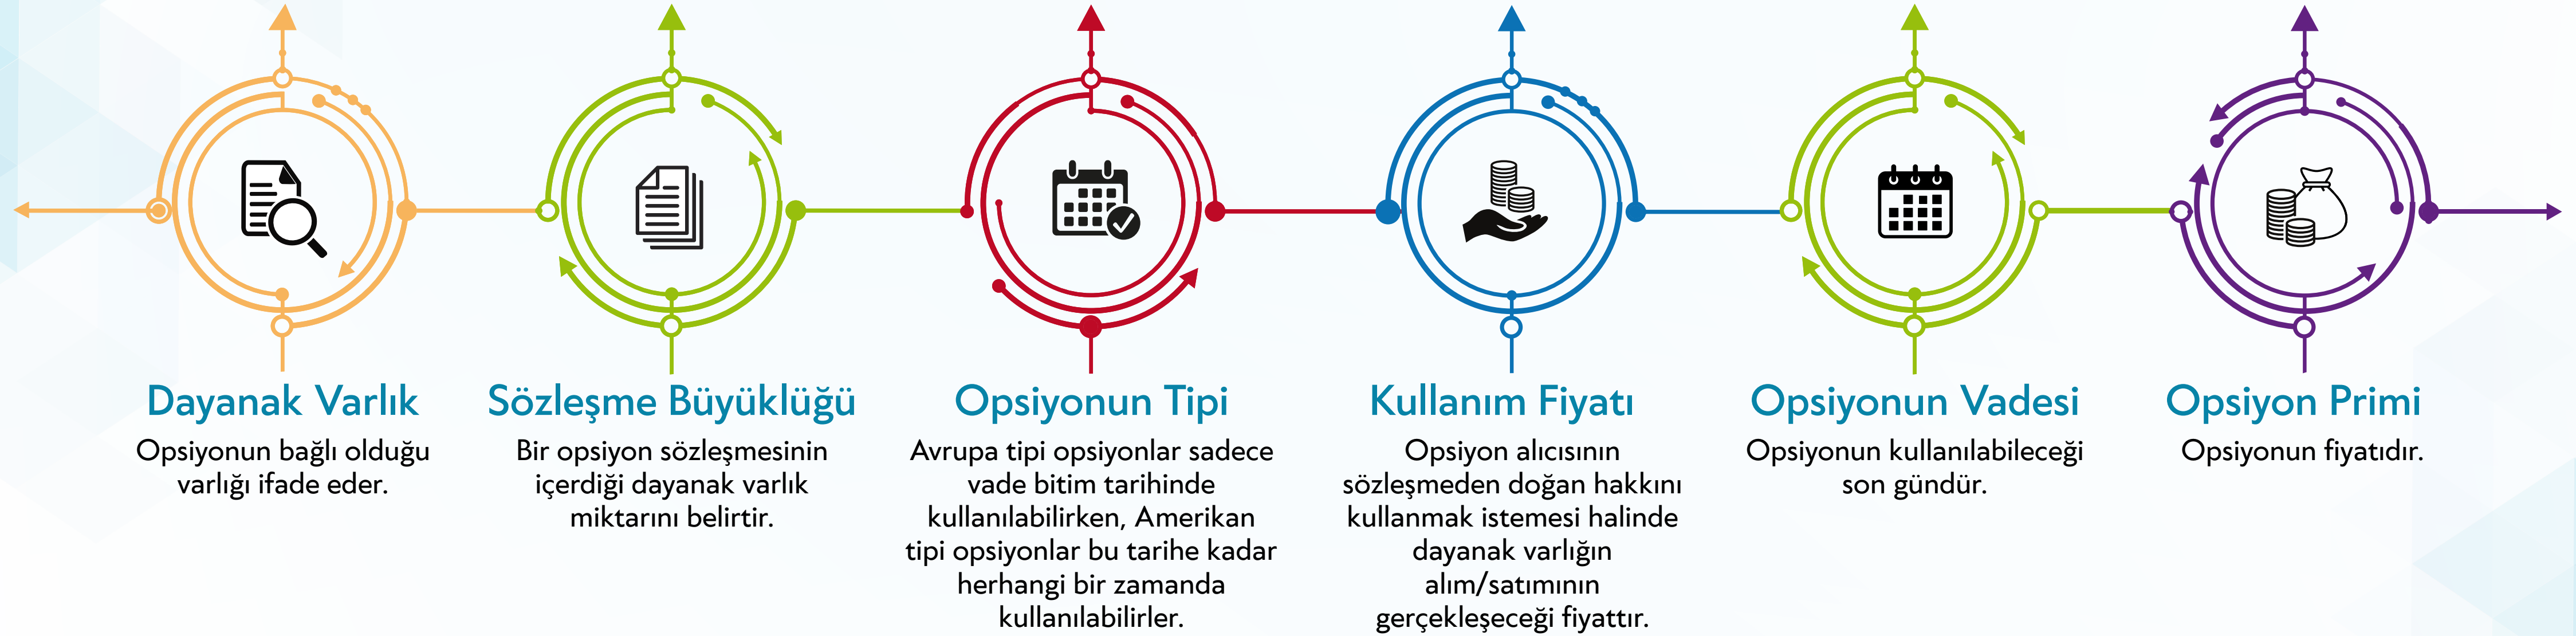 Dayanak Varlık
Opsiyonun bağlı olduğu
varlığı ifade eder.
Sözleşme Büyüklüğü
Bir opsiyon sözleşmesinin
içerdiği dayanak varlık
miktarını belirtir.
Opsiyonun Tipi
Avrupa tipi opsiyonlar sadece
vade bitim tarihinde
kullanılabilirken, Amerikan
tipi opsiyonlar bu tarihe kadar
herhangi bir zamanda
kullanılabilirler.
Kullanım Fiyatı
Opsiyon alıcısının
sözleşmeden doğan hakkını
kullanmak istemesi halinde
dayanak varlığın
alım/satımının
gerçekleşeceği fiyattır.
Opsiyonun Vadesi
Opsiyonun kullanılabileceği
son gündür.
Opsiyon Primi
Opsiyonun fiyatıdır.